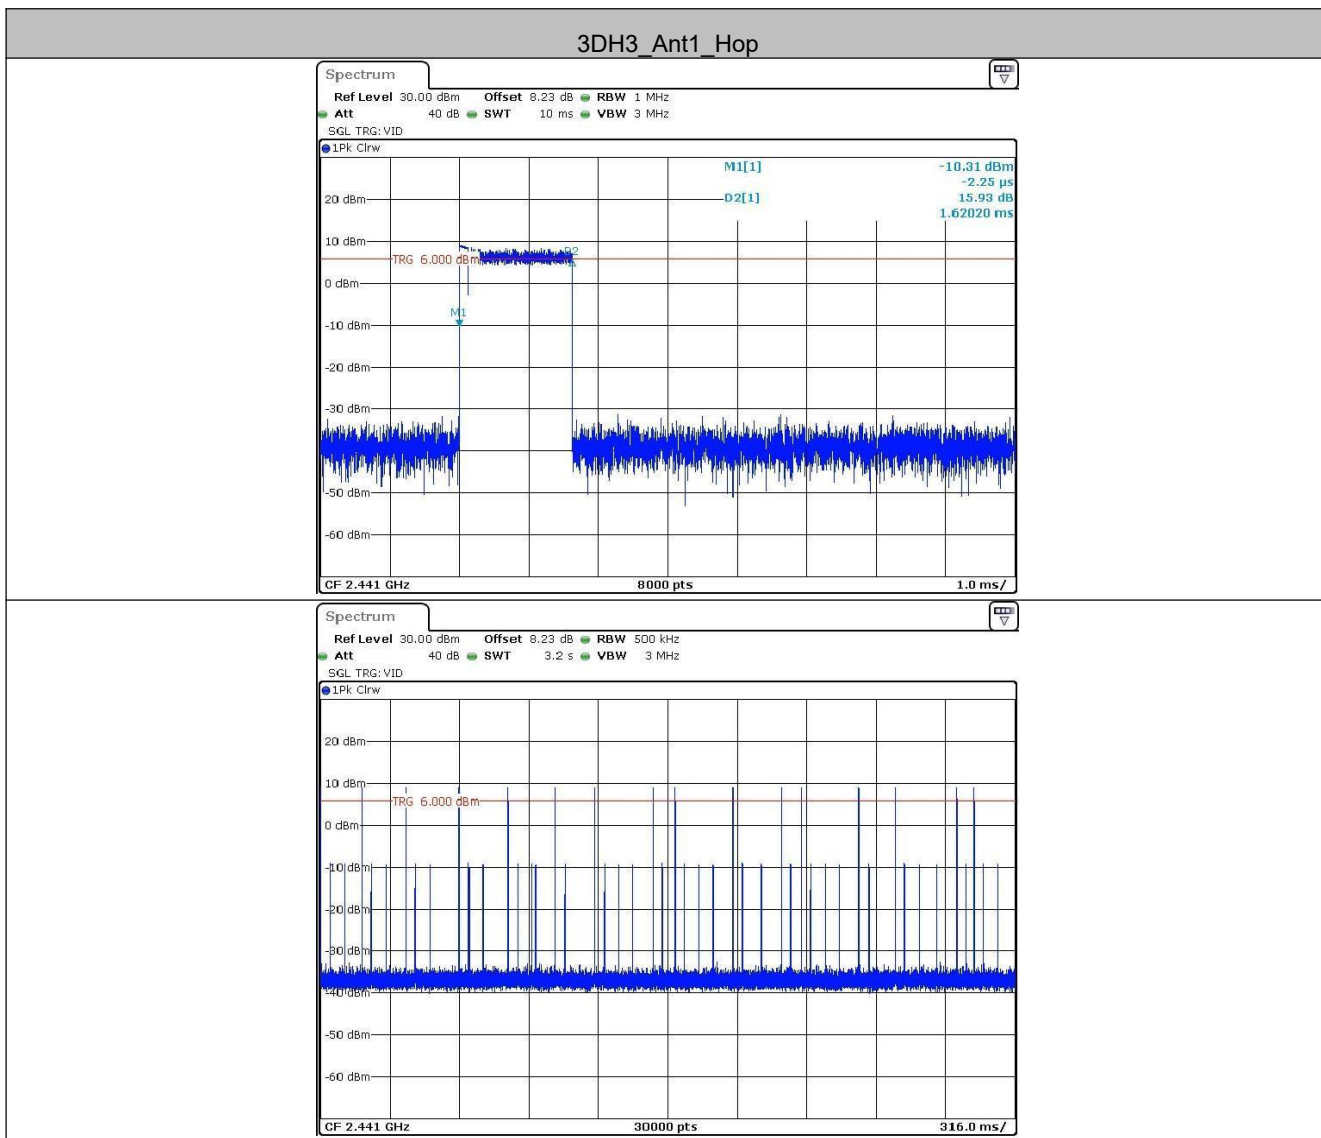 3DH3_Ant1_Hop
Spectrum
Ref Level 30.00 dBm Offset 8.23 dB RBW 1 MHz
Att 40 dB SWT 10 ms VBW 3 MHz
SGL TRG: VID
1Pk Clrw
M1[1] -10.31 dBm
-2.25 µs
D2[1] 15.93 dB
1.62020 ms
20 dBm
10 dBm
D2
TRG 6.000 dBm
0 dBm
M1
-10 dBm
-20 dBm
-30 dBm
-50 dBm
-60 dBm
CF 2.441 GHz 8000 pts 1.0 ms/
Spectrum
Ref Level 30.00 dBm Offset 8.23 dB RBW 500 kHz
Att 40 dB SWT 3.2 s VBW 3 MHz
SGL TRG: VID
1Pk Clrw
20 dBm
10 dBm
TRG 6.000 dBm
0 dBm
-10 dBm
-20 dBm
-30 dBm
-40 dBm
-50 dBm
-60 dBm
CF 2.441 GHz 30000 pts 316.0 ms/